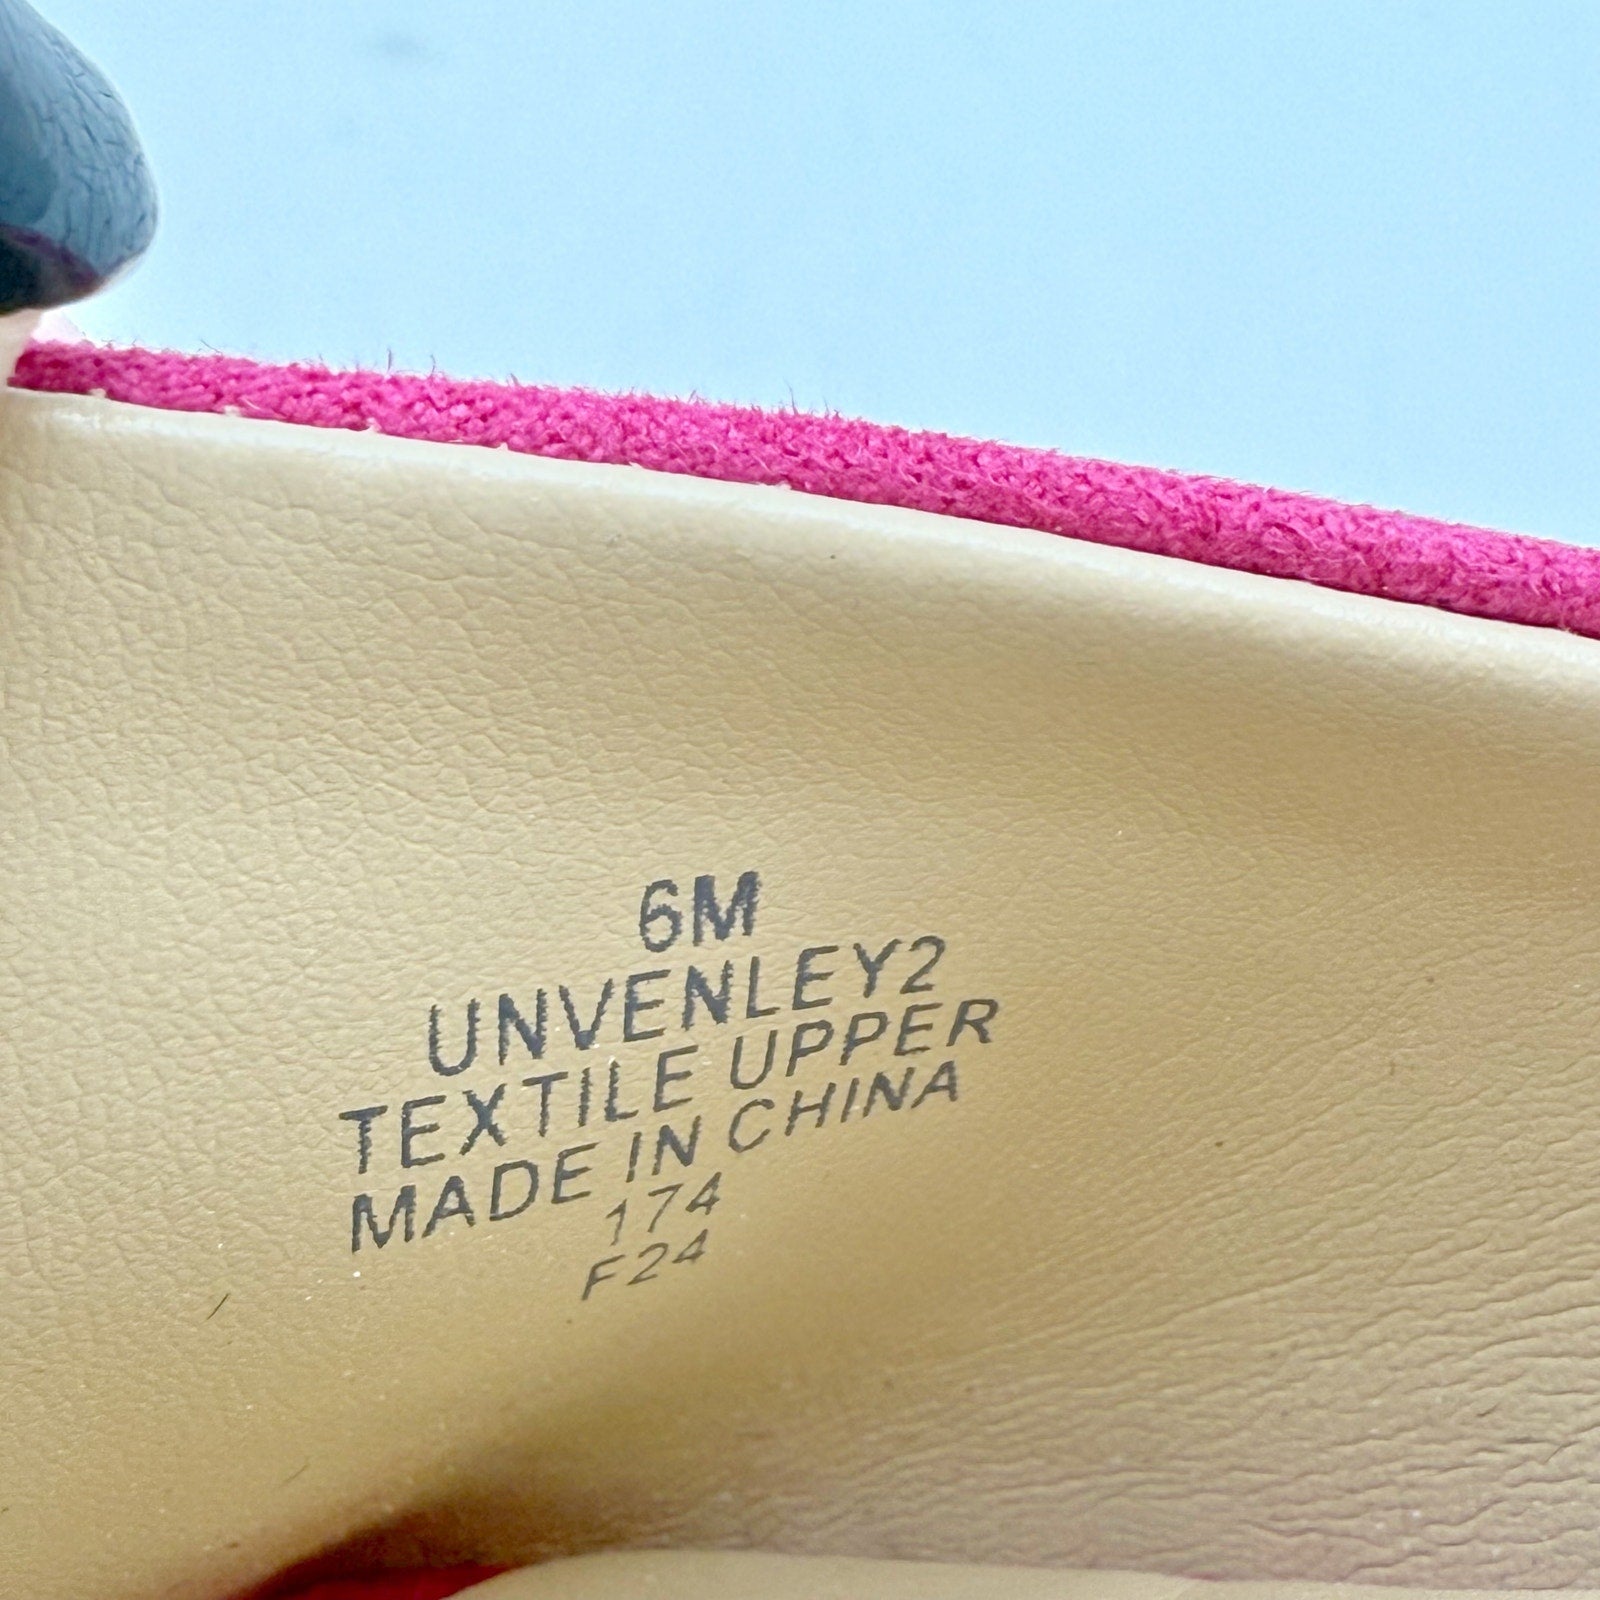 6M
UNVENLEY2
TEXTILE UPPER
MADE IN CHINA
174
F24